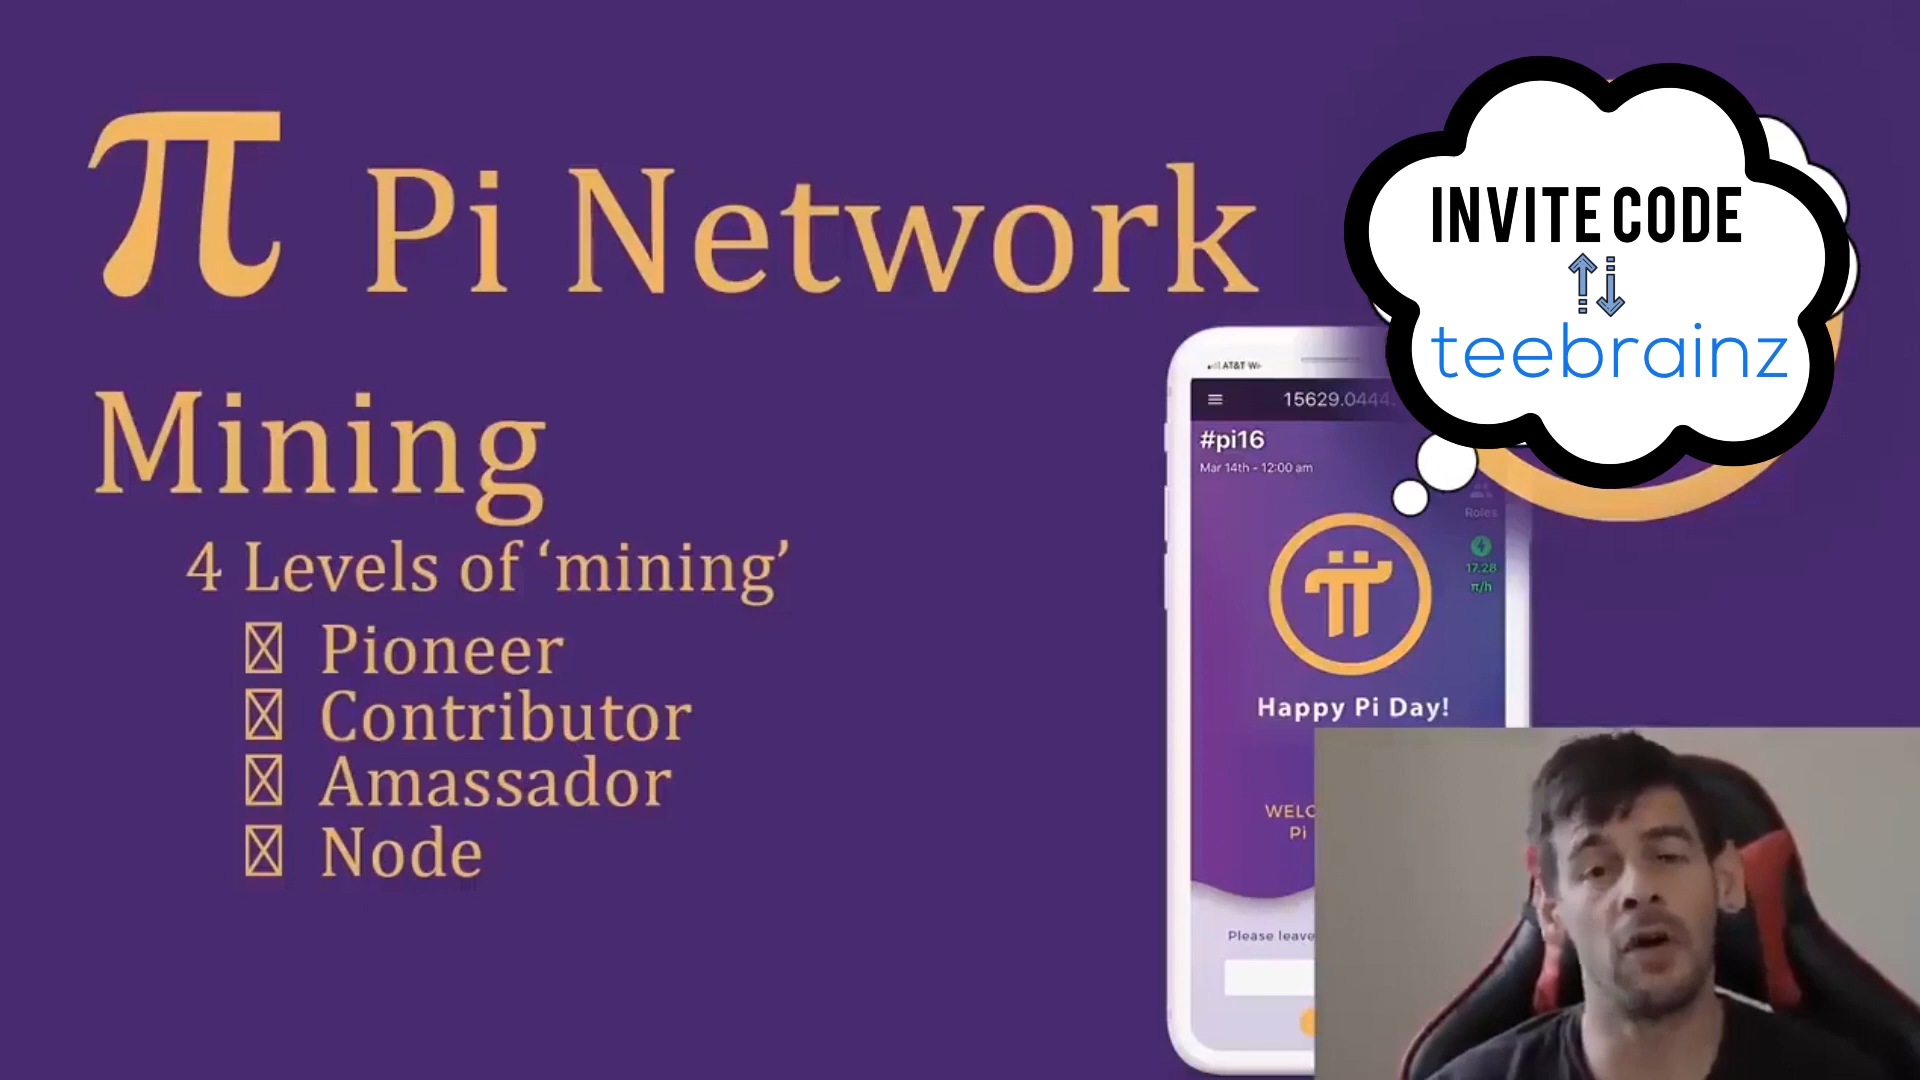 π Pi Network
INVITE CODE
teebrainz
Mining
4 Levels of ‘mining’
Pioneer
Contributor
Amassador
Node
AT&T
15629.0444
#pi16
Mar 14th - 12:00 am
Roles
17.28
π/h
Happy Pi Day!
Pi
Please leave